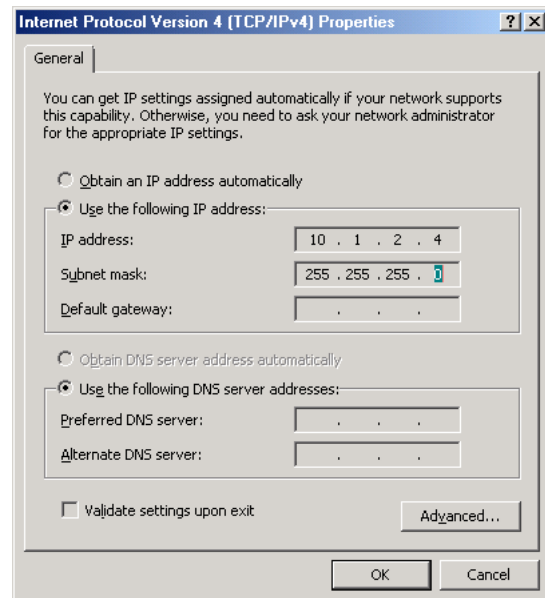 Internet Protocol Version 4 (TCP/IPv4) Properties
General
You can get IP settings assigned automatically if your network supports
this capability. Otherwise, you need to ask your network administrator
for the appropriate IP settings.
Obtain an IP address automatically
Use the following IP address:
IP address: 10 . 1 . 2 . 4
Subnet mask: 255 . 255 . 255 . 0
Default gateway: . . .
Obtain DNS server address automatically
Use the following DNS server addresses:
Preferred DNS server: . . .
Alternate DNS server: . . .
Validate settings upon exit
Advanced...
OK Cancel